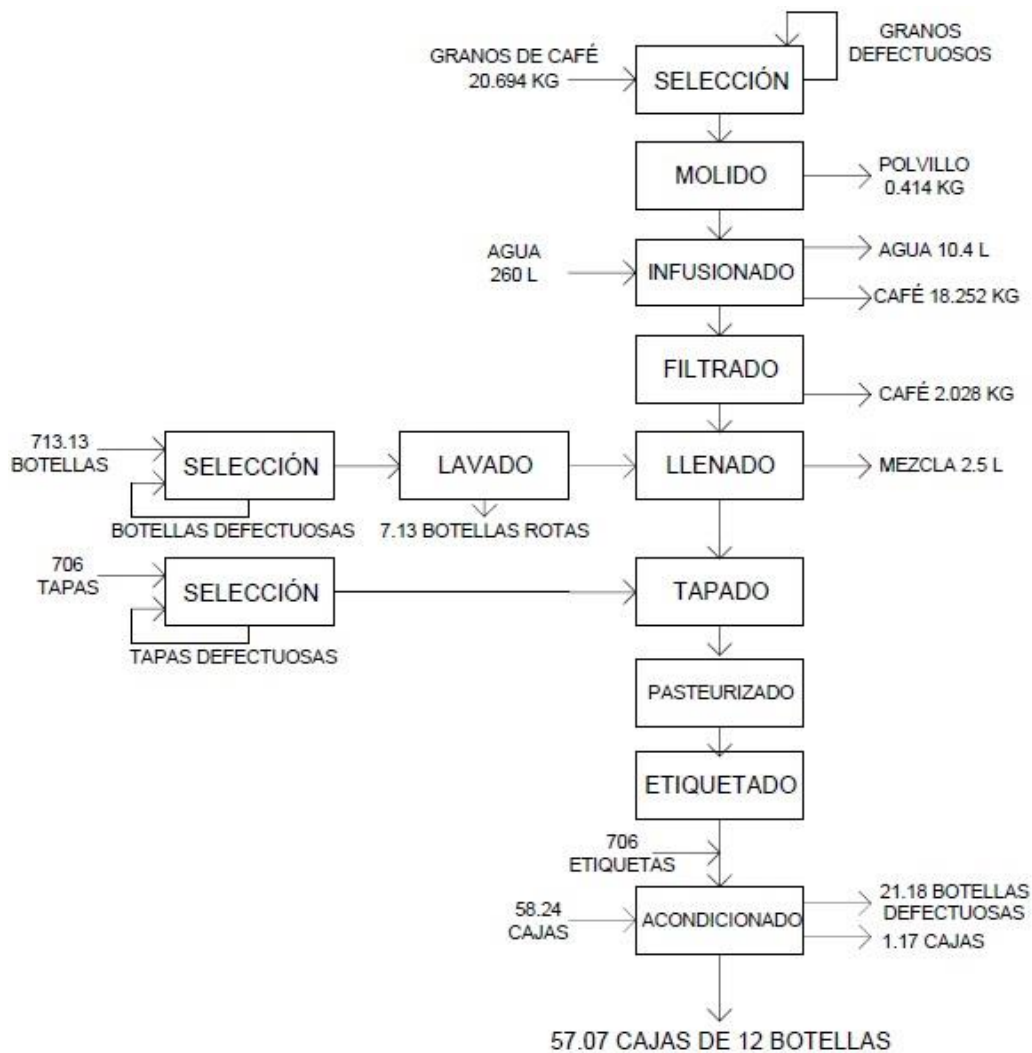 GRANOS
DEFECTUOSOS
GRANOS DE CAFÉ
20.694 KG
SELECCIÓN
MOLIDO
POLVILLO
0.414 KG
AGUA
260 L
INFUSIONADO
AGUA 10.4 L
CAFÉ 18.252 KG
FILTRADO
CAFÉ 2.028 KG
713.13
BOTELLAS
SELECCIÓN
LAVADO
LLENADO
MEZCLA 2.5 L
BOTELLAS DEFECTUOSAS
7.13 BOTELLAS ROTAS
706
TAPAS
SELECCIÓN
TAPADO
TAPAS DEFECTUOSAS
PASTEURIZADO
ETIQUETADO
706
ETIQUETAS
58.24
CAJAS
ACONDICIONADO
21.18 BOTELLAS
DEFECTUOSAS
1.17 CAJAS
57.07 CAJAS DE 12 BOTELLAS